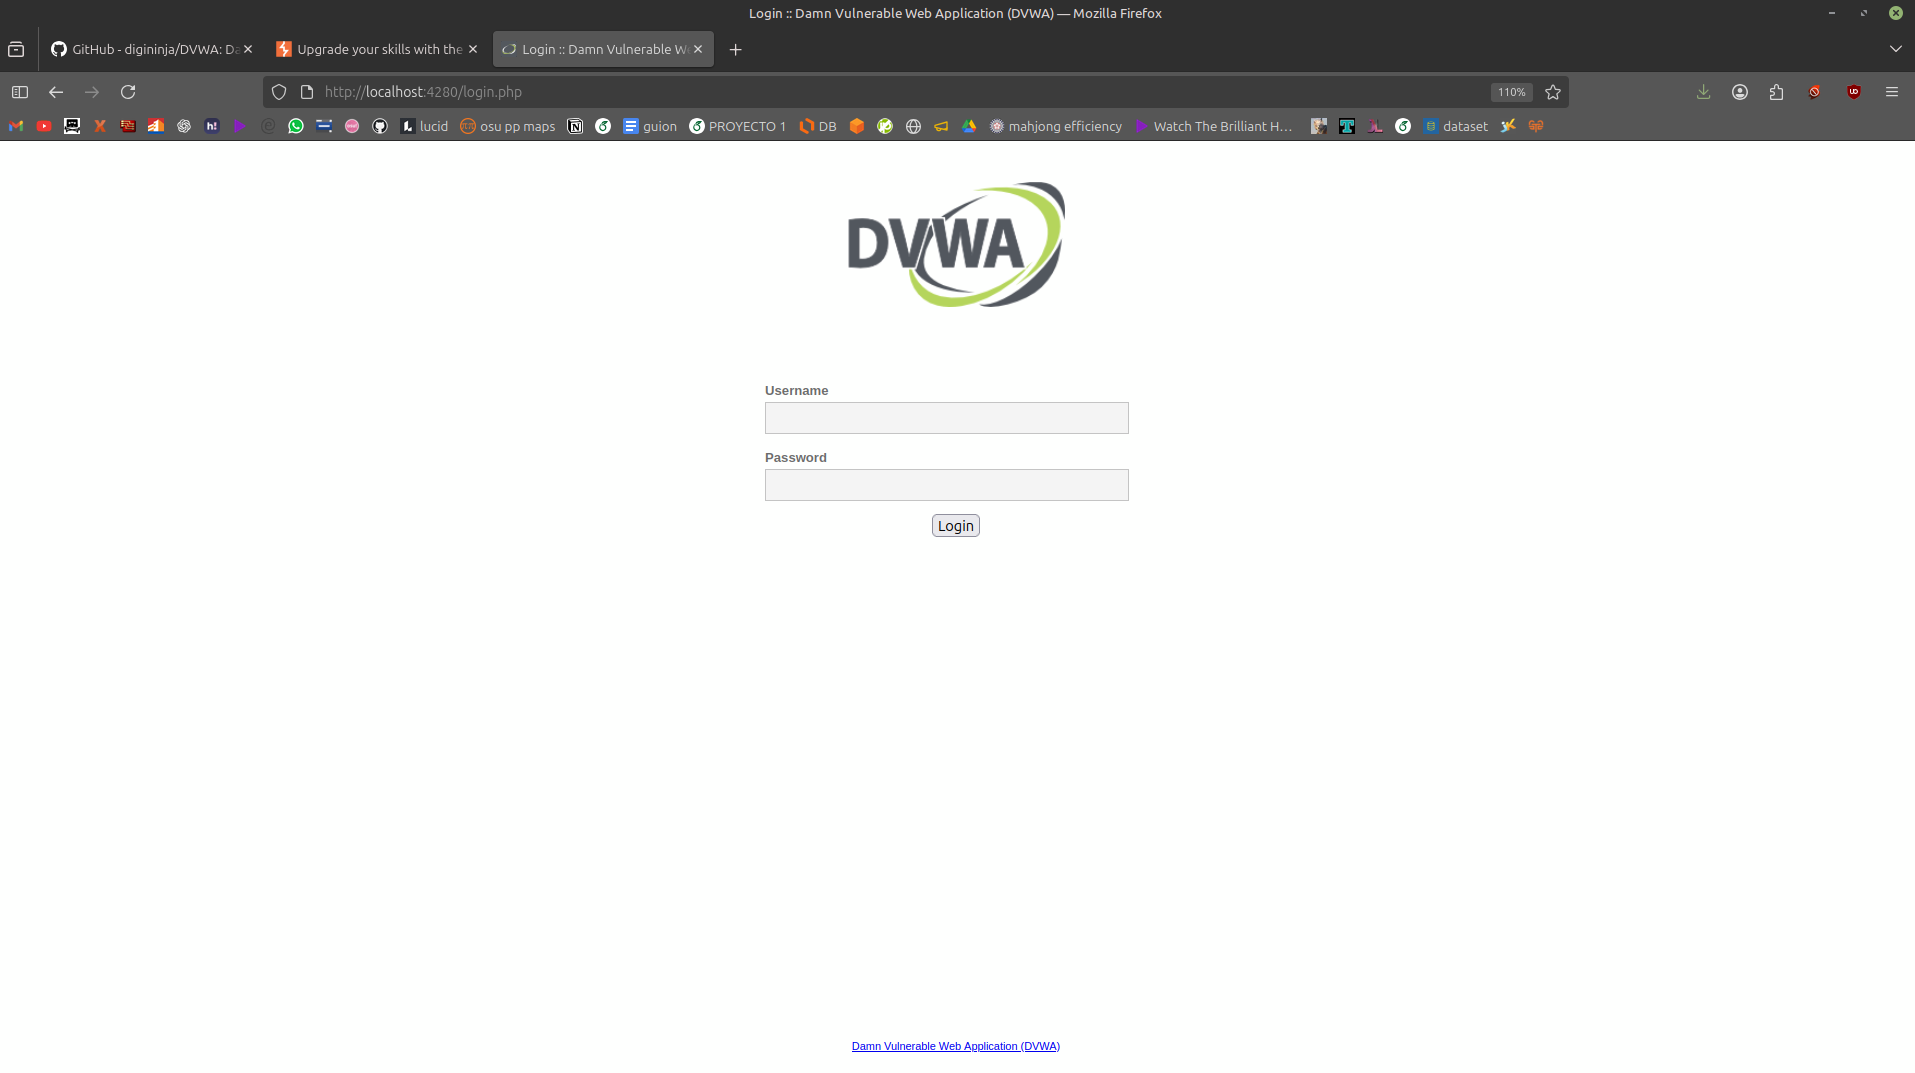 Login :: Damn Vulnerable Web Application (DVWA) — Mozilla Firefox
GitHub - digininja/DVWA: Da
Upgrade your skills with the
Login :: Damn Vulnerable We
http://localhost:4280/login.php
110%
lucid
osu pp maps
guion
PROYECTO 1
DB
mahjong efficiency
Watch The Brilliant H…
dataset
DVWA
Username
Password
Login
Damn Vulnerable Web Application (DVWA)